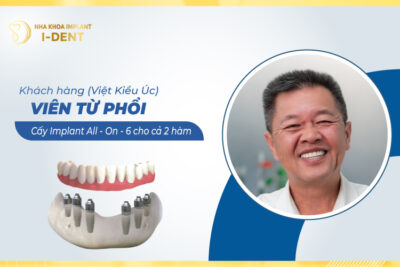 NHA KHOA IMPLANT
I-DENT
Khách hàng (Việt Kiều Úc)
VIÊN TỪ PHỔI
Cấy Implant All - On - 6 cho cả 2 hàm